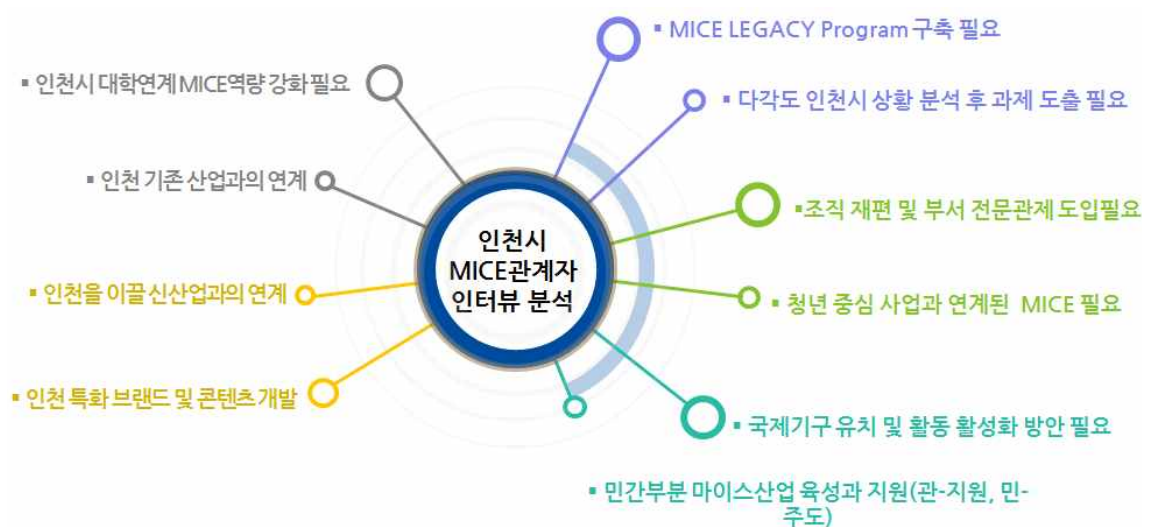 ▪ MICE LEGACY Program 구축 필요
▪ 인천시 대학연계 MICE역량 강화 필요
▪ 다각도 인천시 상황 분석 후 과제 도출 필요
▪ 인천 기존 산업과의 연계
▪조직 재편 및 부서 전문관제 도입필요
인천시
MICE관계자
인터뷰 분석
▪ 인천을 이끌 신산업과의 연계
▪ 청년 중심 사업과 연계된 MICE 필요
▪ 인천 특화 브랜드 및 콘텐츠 개발
▪ 국제기구 유치 및 활동 활성화 방안 필요
▪ 민간부분 마이스산업 육성과 지원(관-지원, 민-
주도)